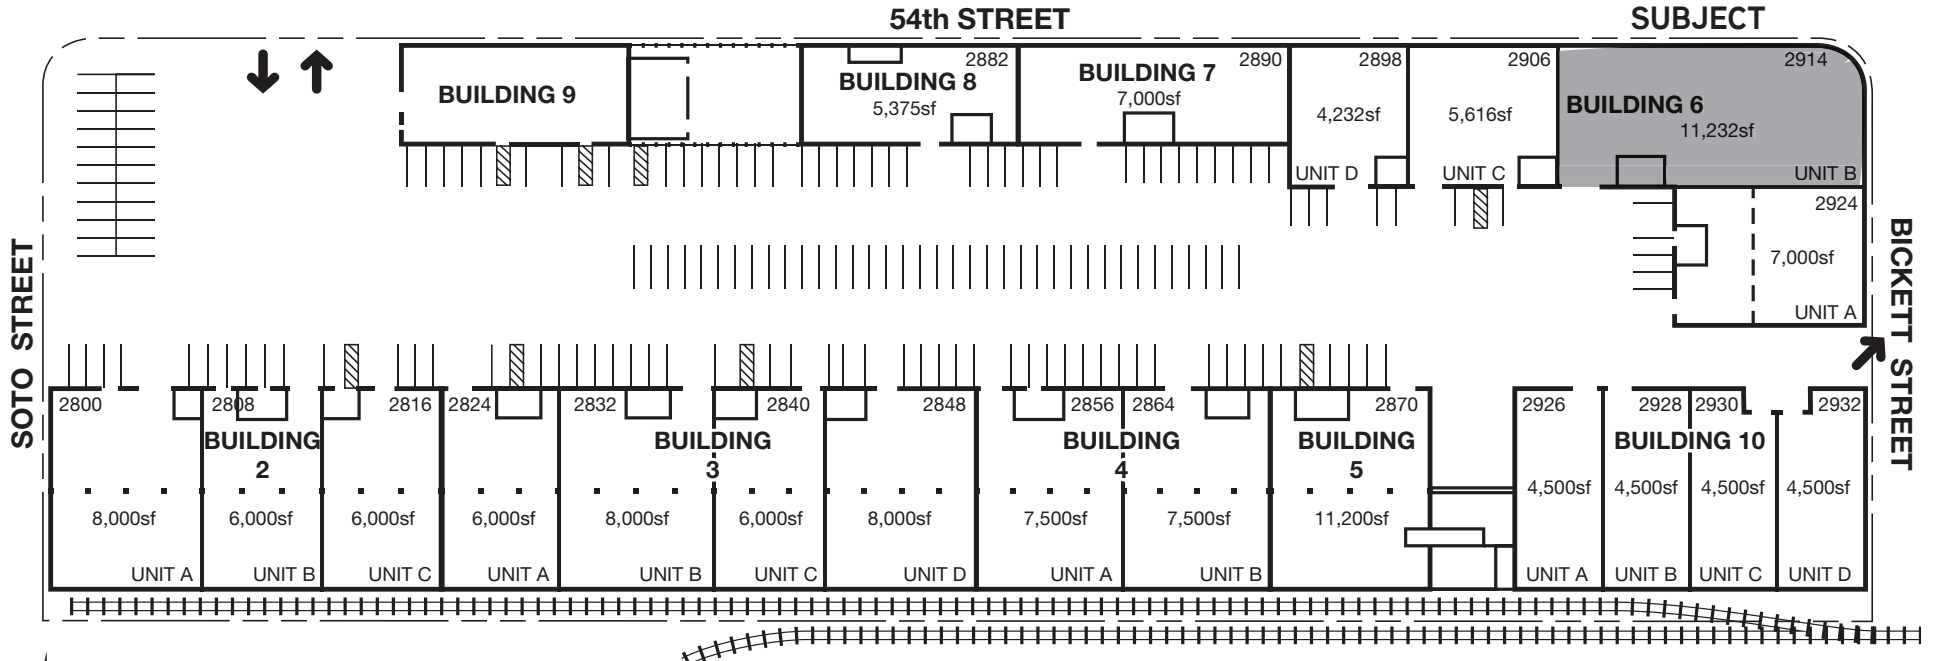 54th STREET
SUBJECT
2882
2890
2898
2906
2914
BUILDING 9
BUILDING 8
5,375sf
BUILDING 7
7,000sf
4,232sf
5,616sf
BUILDING 6
11,232sf
UNIT D
UNIT C
UNIT B
2924
7,000sf
UNIT A
SOTO STREET
BICKETT STREET
2800
2808
2816
2824
2832
2840
2848
2856
2864
2870
2926
2928
2930
2932
BUILDING
2
BUILDING
3
BUILDING
4
BUILDING
5
BUILDING 10
8,000sf
6,000sf
6,000sf
6,000sf
8,000sf
6,000sf
8,000sf
7,500sf
7,500sf
11,200sf
4,500sf
4,500sf
4,500sf
4,500sf
UNIT A
UNIT B
UNIT C
UNIT A
UNIT B
UNIT C
UNIT D
UNIT A
UNIT B
UNIT A
UNIT B
UNIT C
UNIT D